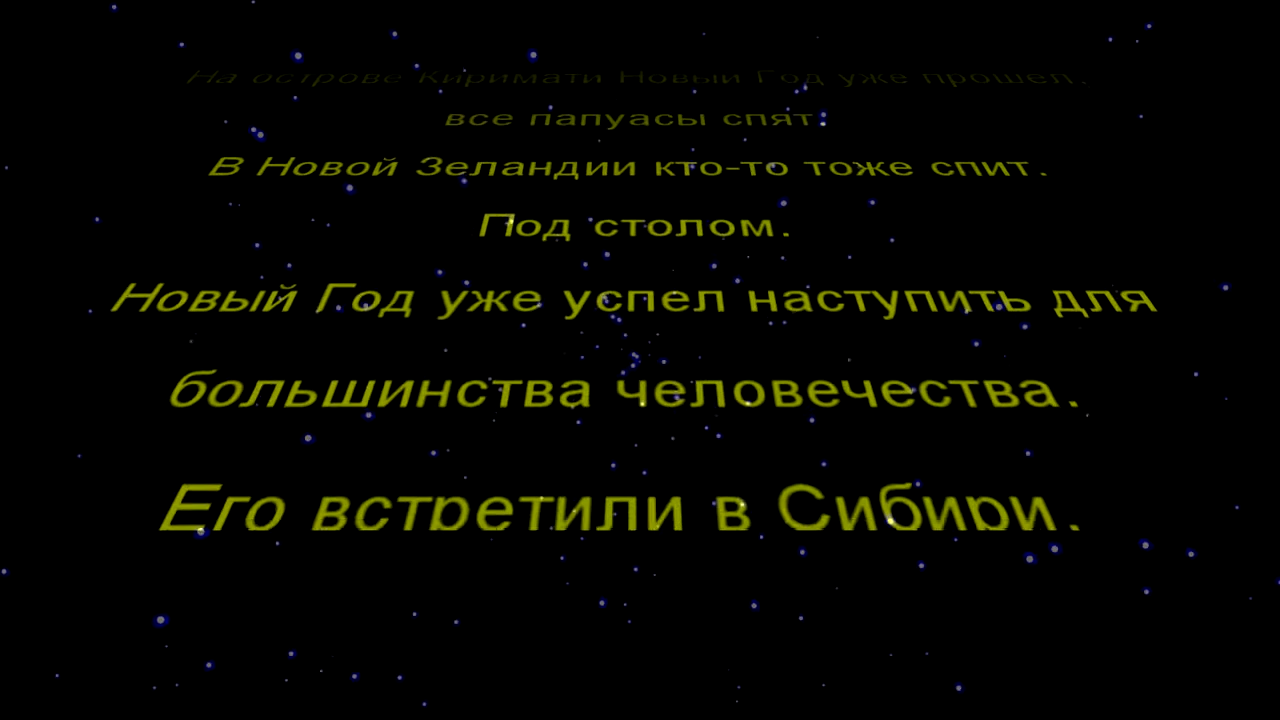 На острове Киримати Новый Год уже прошел.
все папуасы спят.
В Новой Зеландии кто-то тоже спит.
Под столом.
Новый Год уже успел наступить для
большинства человечества.
Его встретили в Сибири.